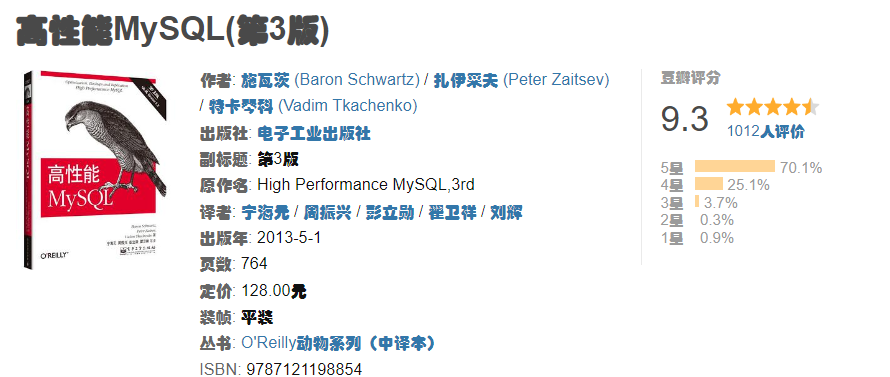 高性能MySQL(第3版)
高性能
MySQL
O'REILLY
作者: 施瓦茨 (Baron Schwartz) / 扎伊采夫 (Peter Zaitsev)
/ 特卡琴科 (Vadim Tkachenko)
出版社: 电子工业出版社
副标题: 第3版
原作名: High Performance MySQL,3rd
译者: 宁海元 / 周振兴 / 彭立勋 / 翟卫祥 / 刘辉
出版年: 2013-5-1
页数: 764
定价: 128.00元
装帧: 平装
丛书: O'Reilly动物系列（中译本）
ISBN: 9787121198854
豆瓣评分
9.3
1012人评价
5星 70.1%
4星 25.1%
3星 3.7%
2星 0.3%
1星 0.9%